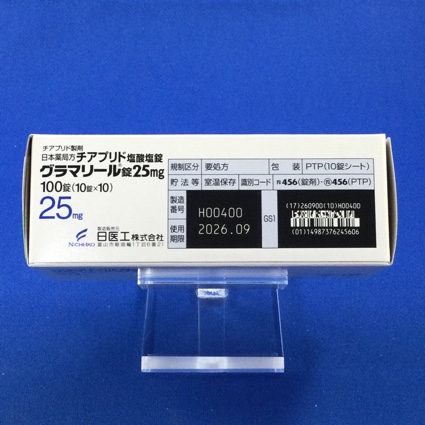 チアプリド製剤
日本薬局方 チアプリド塩酸塩錠
グラマリール®錠25mg
100錠(10錠×10)
25mg
製造販売元
日医工株式会社
富山市総曲輪1丁目6番21
NICHI-IKO
規制区分 要処方 包装 PTP(10錠シート)
貯法等 室温保存 識別コード 456(錠剤)・456(PTP)
製造番号 H00400
使用期限 2026.09
GS1
(17)260900(10)H00400
(01)14987376245606